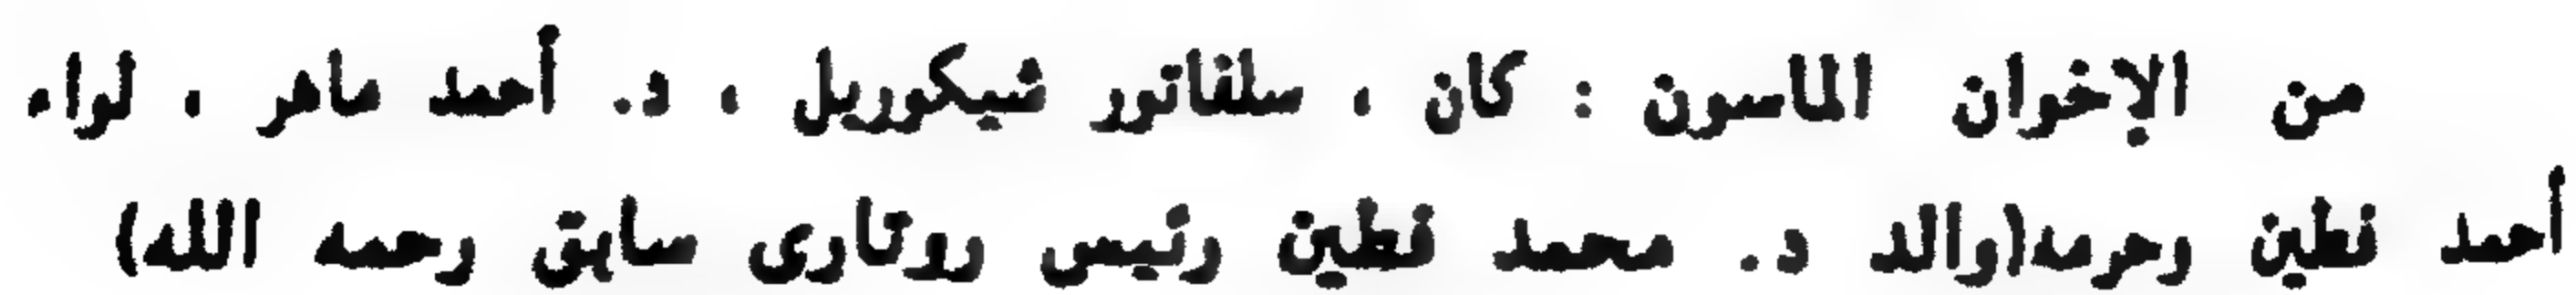 من الإخوان الماسون : كان ، سلفاتور شيكوريل ، د. أحمد ماهر ، لواء
أحمد فطين وحرمه(والد د. محمد فطين رئيس روتارى سابق رحمه الله)